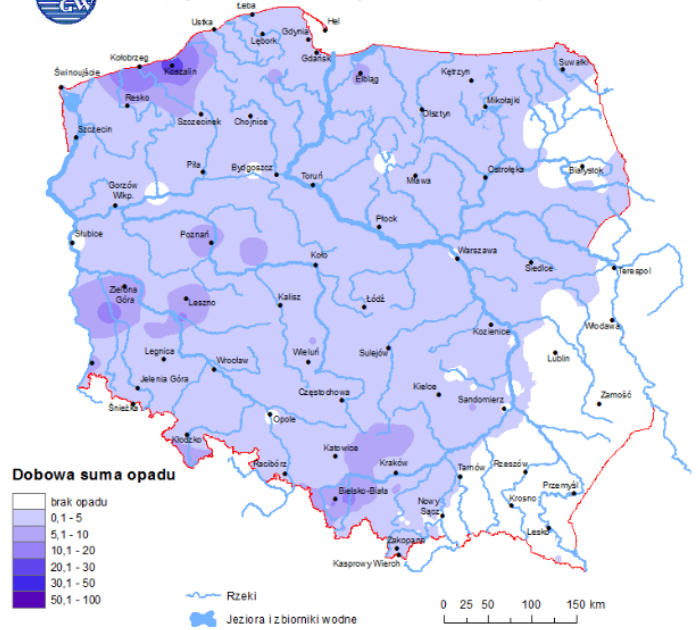 GW
Łeba
Ustka
Hel
Gdynia
Lębork
Gdańsk
Kołobrzeg
Koszalin
Suwałki
Kętrzyn
Elbląg
Świnoujście
Resko
Mikołajki
Olsztyn
Szczecinek
Chojnice
Szczecin
Piła
Bydgoszcz
Toruń
Mława
Ostrołęka
Białystok
Gorzów
Wlkp.
Płock
Słubice
Poznań
Koło
Warszawa
Siedlce
Terespol
Zielona
Góra
Leszno
Kalisz
Łódź
Kozienice
Włodawa
Legnica
Wrocław
Wieluń
Sulejów
Lublin
Jelenia Góra
Częstochowa
Kielce
Sandomierz
Zamość
Śnieżka
Opole
Kłodzko
Katowice
Kraków
Racibórz
Tarnów
Rzeszów
Przemyśl
Bielsko-Biała
Nowy
Sącz
Krosno
Lesko
Zakopane
Kasprowy Wierch
Dobowa suma opadu
brak opadu
0,1 - 5
5,1 - 10
10,1 - 20
20,1 - 30
30,1 - 50
50,1 - 100
Rzeki
Jeziora i zbiorniki wodne
0 25 50 100 150 km